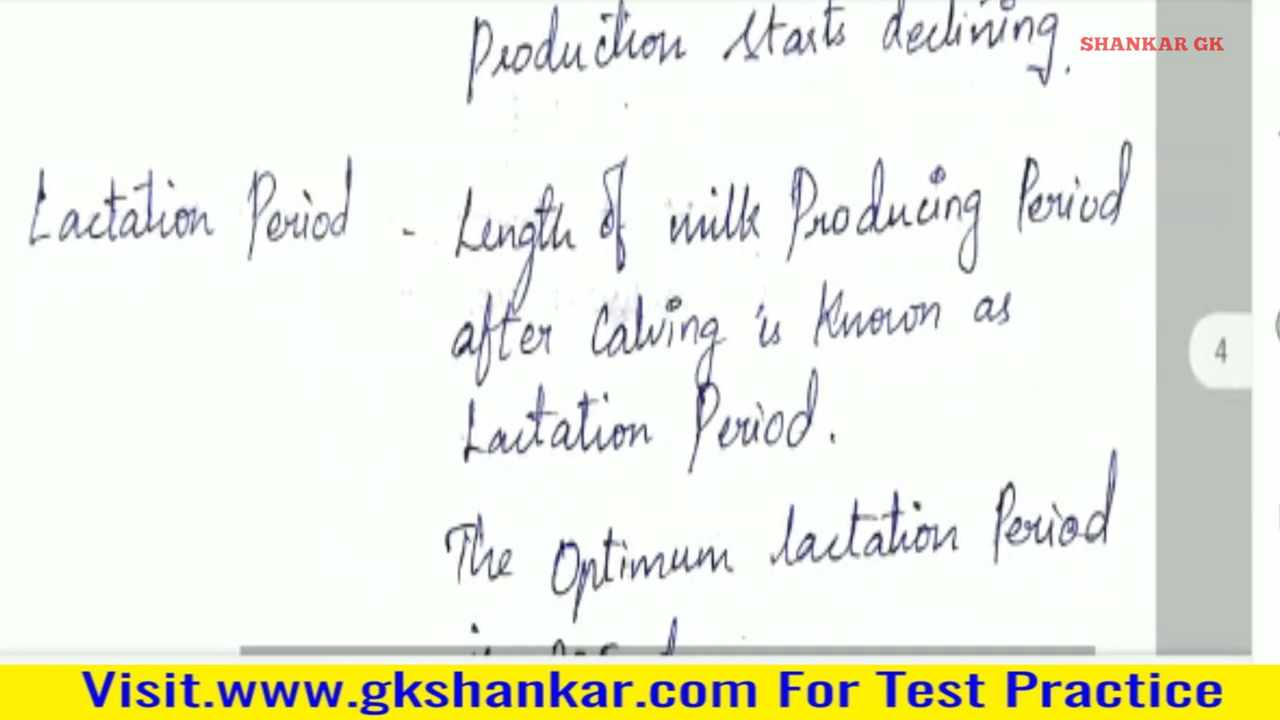 Production starts declining.
SHANKAR GK
Lactation Period - Length of milk Producing Period
after Calving is Known as
Lactation Period.
The Optimum lactation Period
4
Visit.www.gkshankar.com For Test Practice